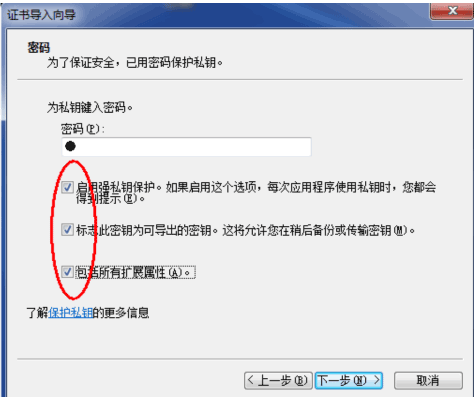 证书导入向导
密码
为了保证安全，已用密码保护私钥。
为私钥键入密码。
密码(P):
启用强私钥保护。如果启用这个选项，每次应用程序使用私钥时，您都会
得到提示(E)。
标志此密钥为可导出的密钥。这将允许您在稍后备份或传输密钥(M)。
包括所有扩展属性(A)。
了解保护私钥的更多信息
<上一步(B) 下一步(N)> 取消